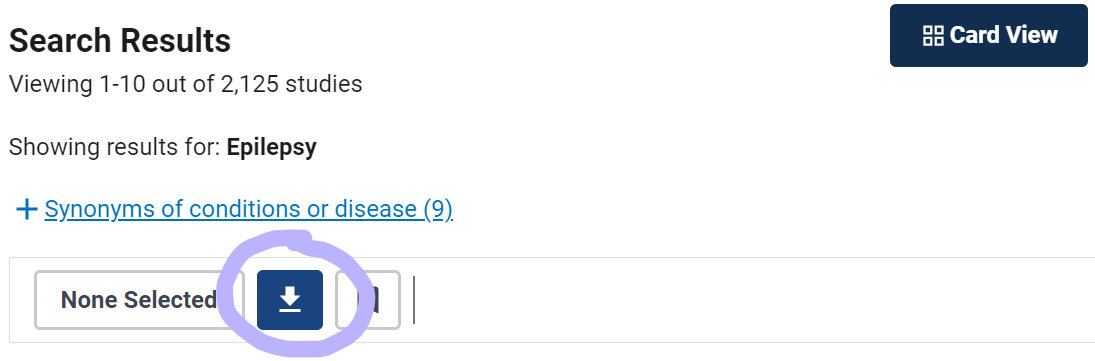 Search Results
Card View
Viewing 1-10 out of 2,125 studies
Showing results for: Epilepsy
Synonyms of conditions or disease (9)
None Selected